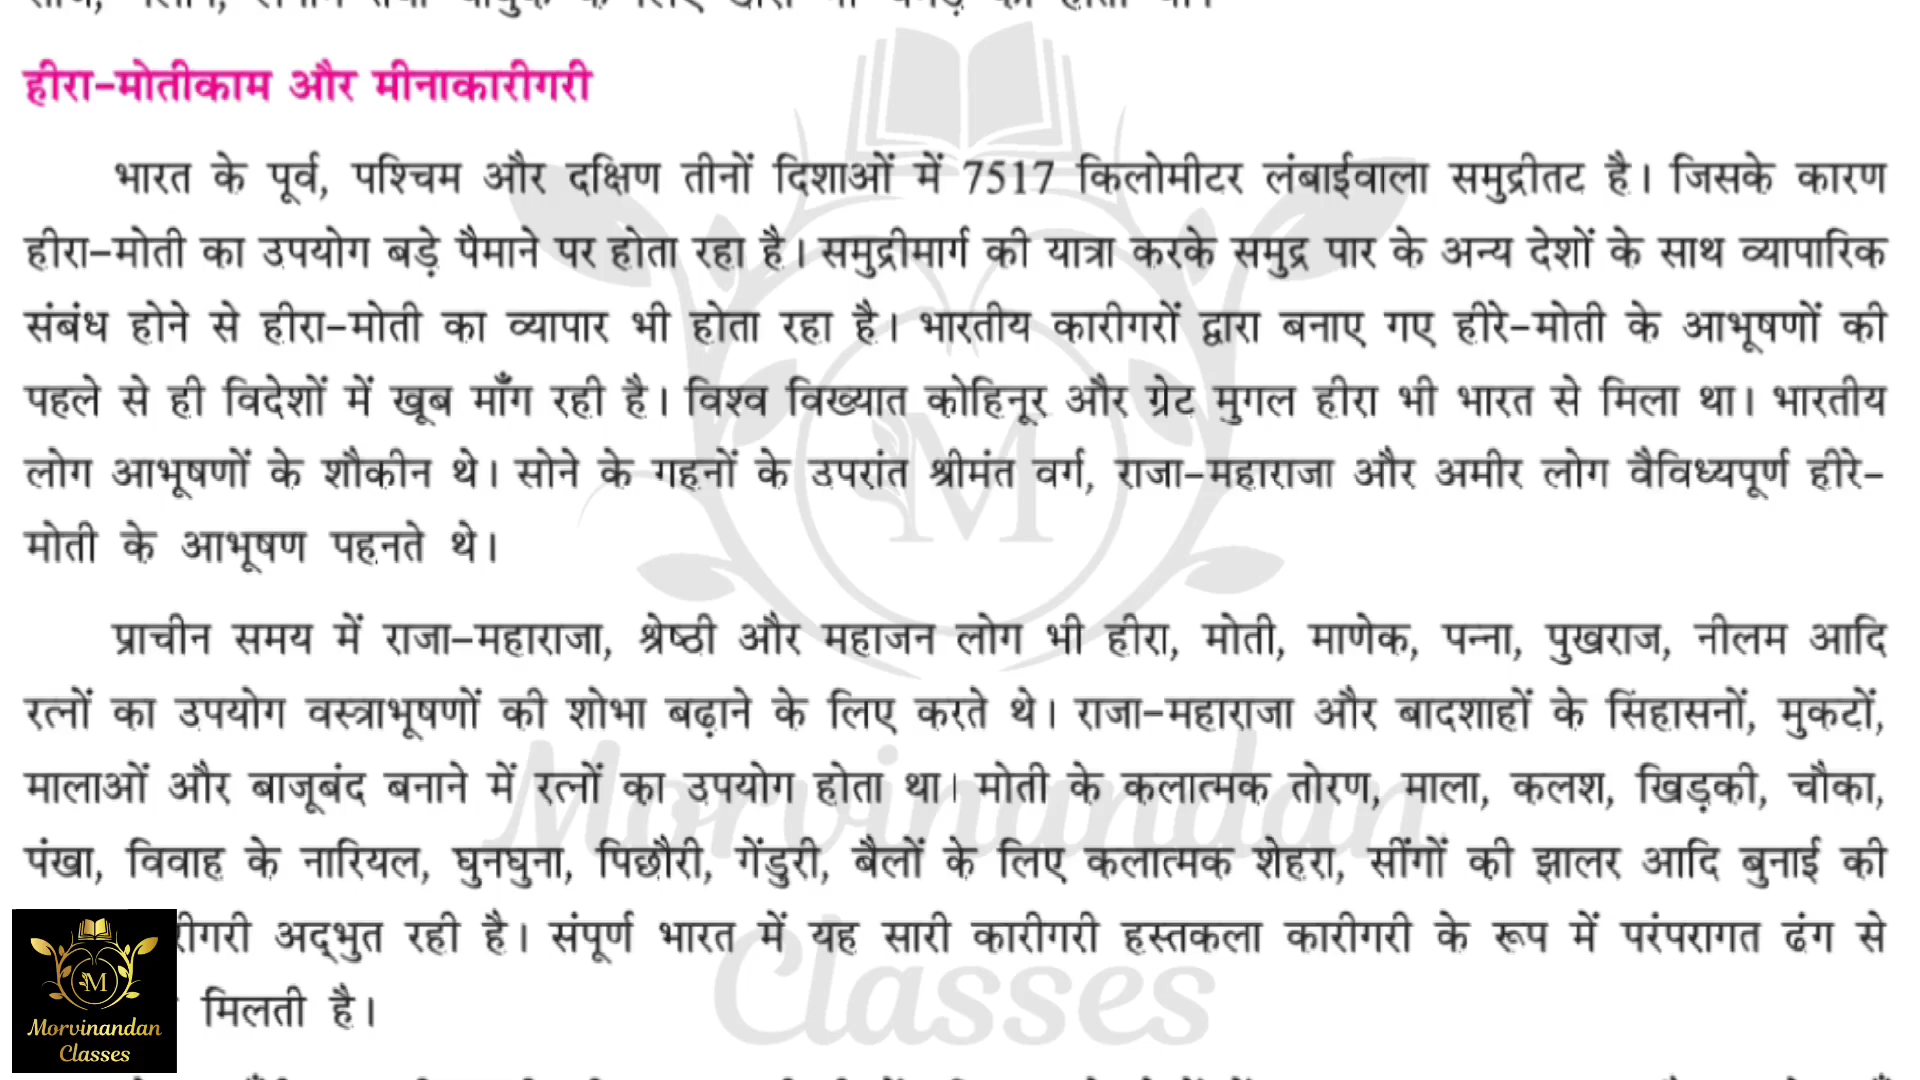 हीरा-मोतीकाम और मीनाकारीगरी
भारत के पूर्व, पश्चिम और दक्षिण तीनों दिशाओं में 7517 किलोमीटर लंबाईवाला समुद्रीतट है। जिसके कारण
हीरा-मोती का उपयोग बड़े पैमाने पर होता रहा है। समुद्रीमार्ग की यात्रा करके समुद्र पार के अन्य देशों के साथ व्यापारिक
संबंध होने से हीरा-मोती का व्यापार भी होता रहा है। भारतीय कारीगरों द्वारा बनाए गए हीरे-मोती के आभूषणों की
पहले से ही विदेशों में खूब माँग रही है। विश्व विख्यात कोहिनूर और ग्रेट मुगल हीरा भी भारत से मिला था। भारतीय
लोग आभूषणों के शौकीन थे। सोने के गहनों के उपरांत श्रीमंत वर्ग, राजा-महाराजा और अमीर लोग वैविध्यपूर्ण हीरे-
मोती के आभूषण पहनते थे।
प्राचीन समय में राजा-महाराजा, श्रेष्ठी और महाजन लोग भी हीरा, मोती, माणेक, पन्ना, पुखराज, नीलम आदि
रत्नों का उपयोग वस्त्राभूषणों की शोभा बढ़ाने के लिए करते थे। राजा-महाराजा और बादशाहों के सिंहासनों, मुकटों,
मालाओं और बाजूबंद बनाने में रत्नों का उपयोग होता था। मोती के कलात्मक तोरण, माला, कलश, खिड़की, चौका,
पंखा, विवाह के नारियल, घुनघुना, पिछौरी, गेंडुरी, बैलों के लिए कलात्मक शेहरा, सींगों की झालर आदि बुनाई की
रीगरी अद्भुत रही है। संपूर्ण भारत में यह सारी कारीगरी हस्तकला कारीगरी के रूप में परंपरागत ढंग से
मिलती है।
M
Morvinandan
Classes
M
Morvinandan
Classes